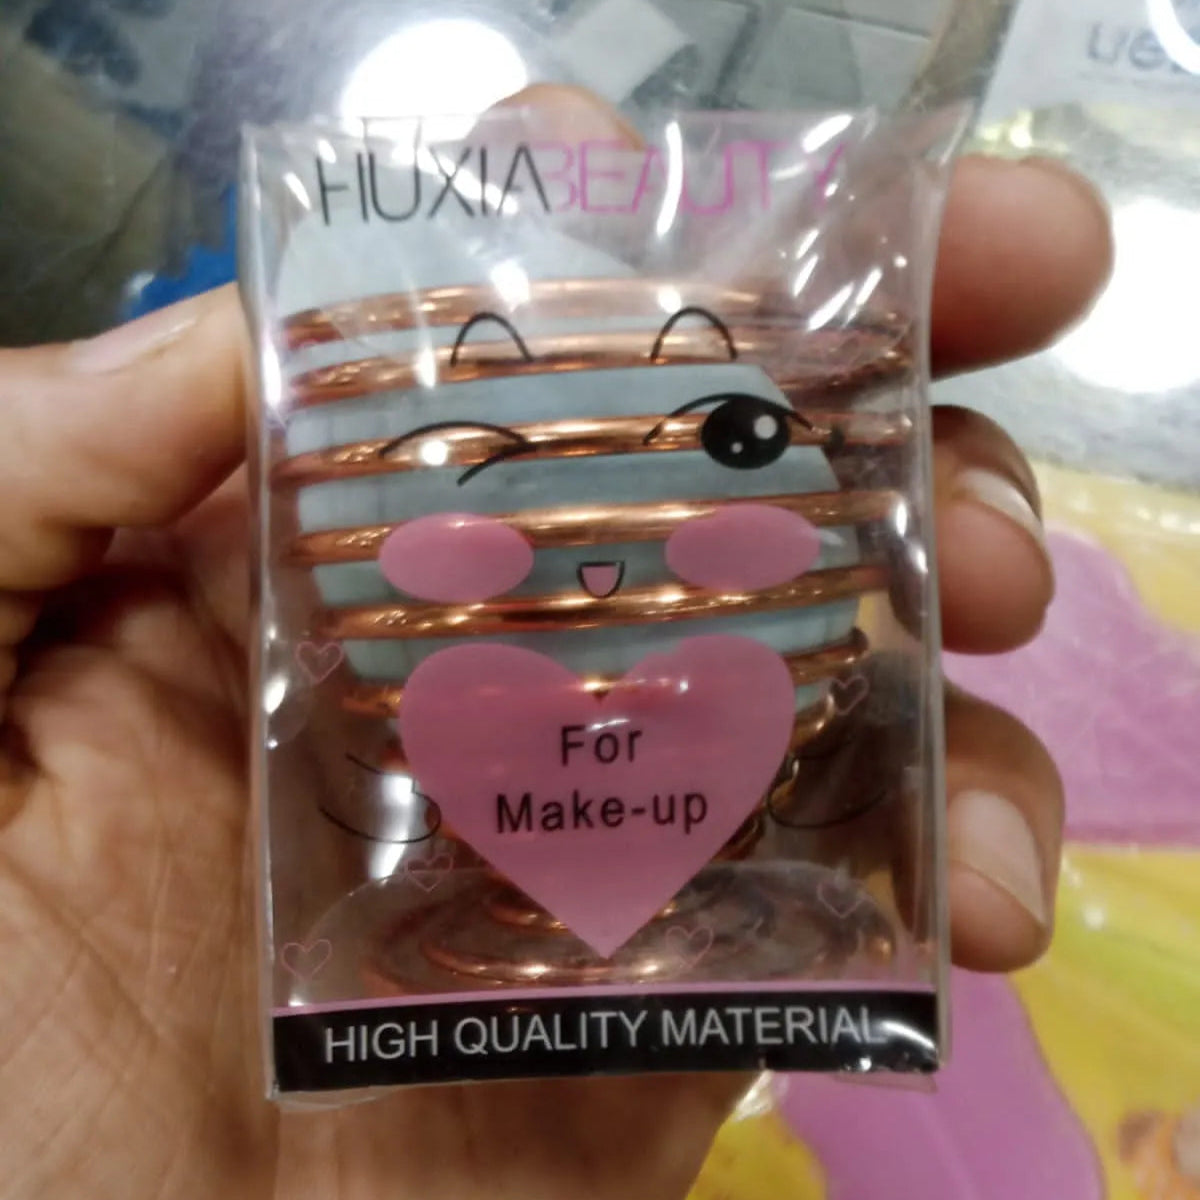 HUXIABEAUTY
For
Make-up
HIGH QUALITY MATERIAL